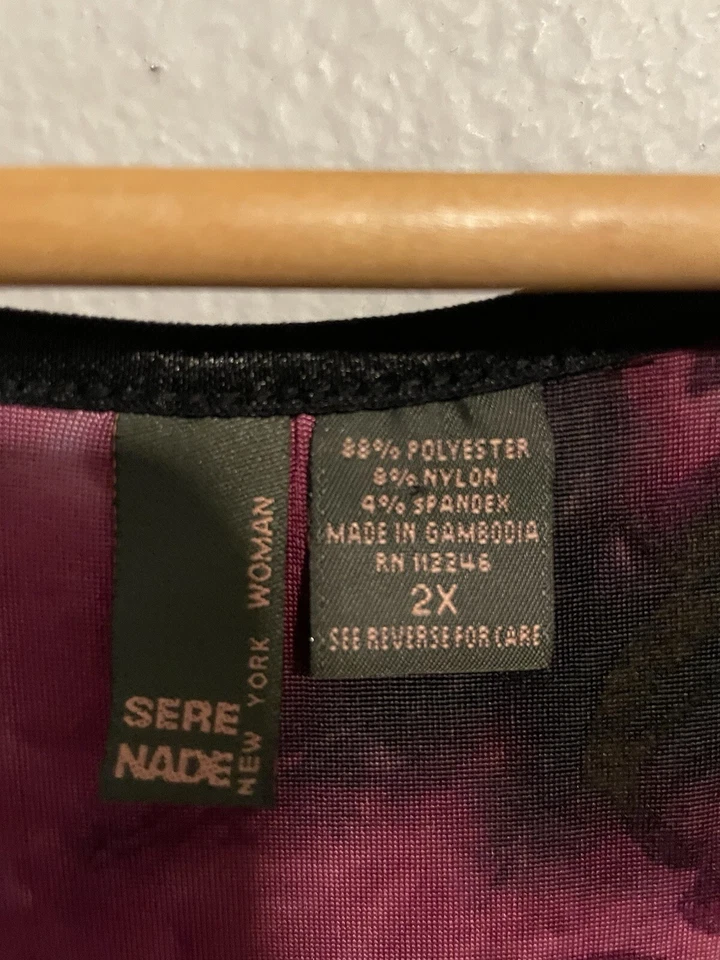 SERE
NADE
NEW YORK WOMAN
88% POLYESTER
8% NYLON
4% SPANDEX
MADE IN CAMBODIA
RN 112246
2X
SEE REVERSE FOR CARE